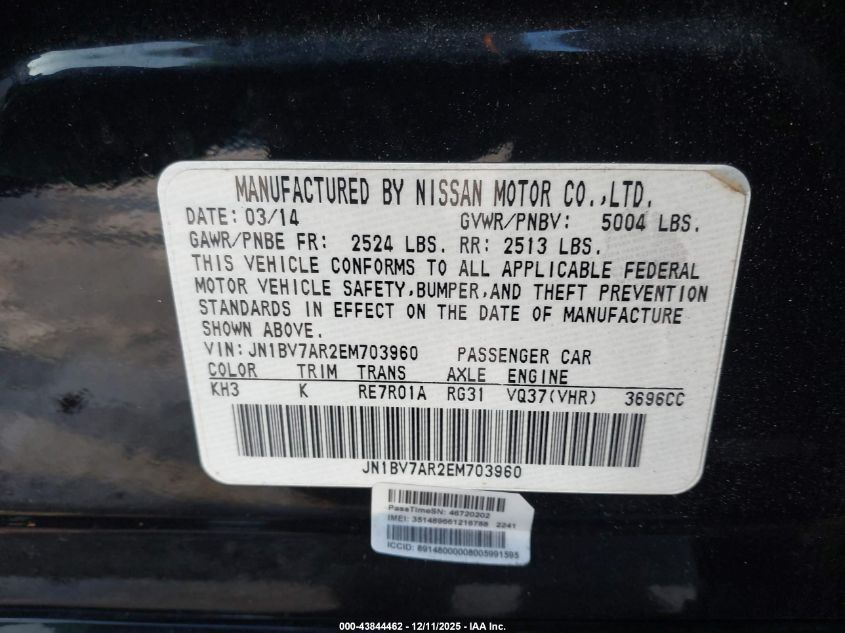 MANUFACTURED BY NISSAN MOTOR CO.,LTD.
DATE: 03/14 GVWR/PNBV: 5004 LBS.
GAWR/PNBE FR: 2524 LBS. RR: 2513 LBS.
THIS VEHICLE CONFORMS TO ALL APPLICABLE FEDERAL
MOTOR VEHICLE SAFETY,BUMPER,AND THEFT PREVENTION
STANDARDS IN EFFECT ON THE DATE OF MANUFACTURE
SHOWN ABOVE.
VIN:JN1BV7AR2EM703960 PASSENGER CAR
COLOR TRIM TRANS AXLE ENGINE
KH3 K RE7R01A RG31 VQ37(VHR) 3696CC
JN1BV7AR2EM703960
PassTimeSN: 46720202
IMEI: 351489661216788 2241
ICCID: 89148000008005991595
000-43844462 - 12/11/2025 - IAA Inc.